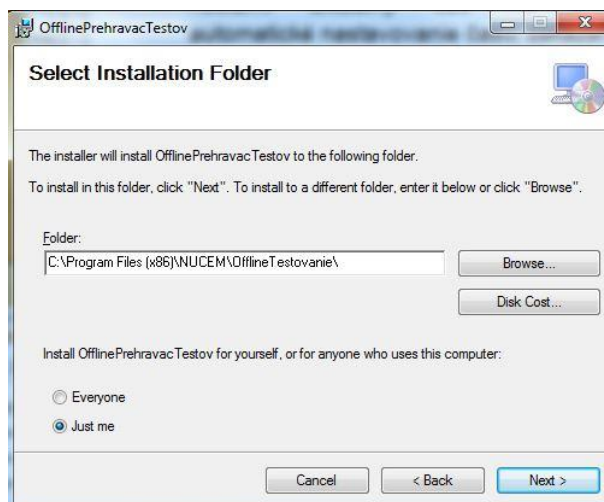 OfflinePrehravacTestov
automatické nastavovanie
Select Installation Folder
The installer will install OfflinePrehravacTestov to the following folder.
To install in this folder, click "Next". To install to a different folder, enter it below or click "Browse".
Folder:
C:\Program Files (x86)\NUCEM\OfflineTestovanie\
Browse...
Disk Cost...
Install OfflinePrehravacTestov for yourself, or for anyone who uses this computer:
Everyone
Just me
Cancel
< Back
Next >